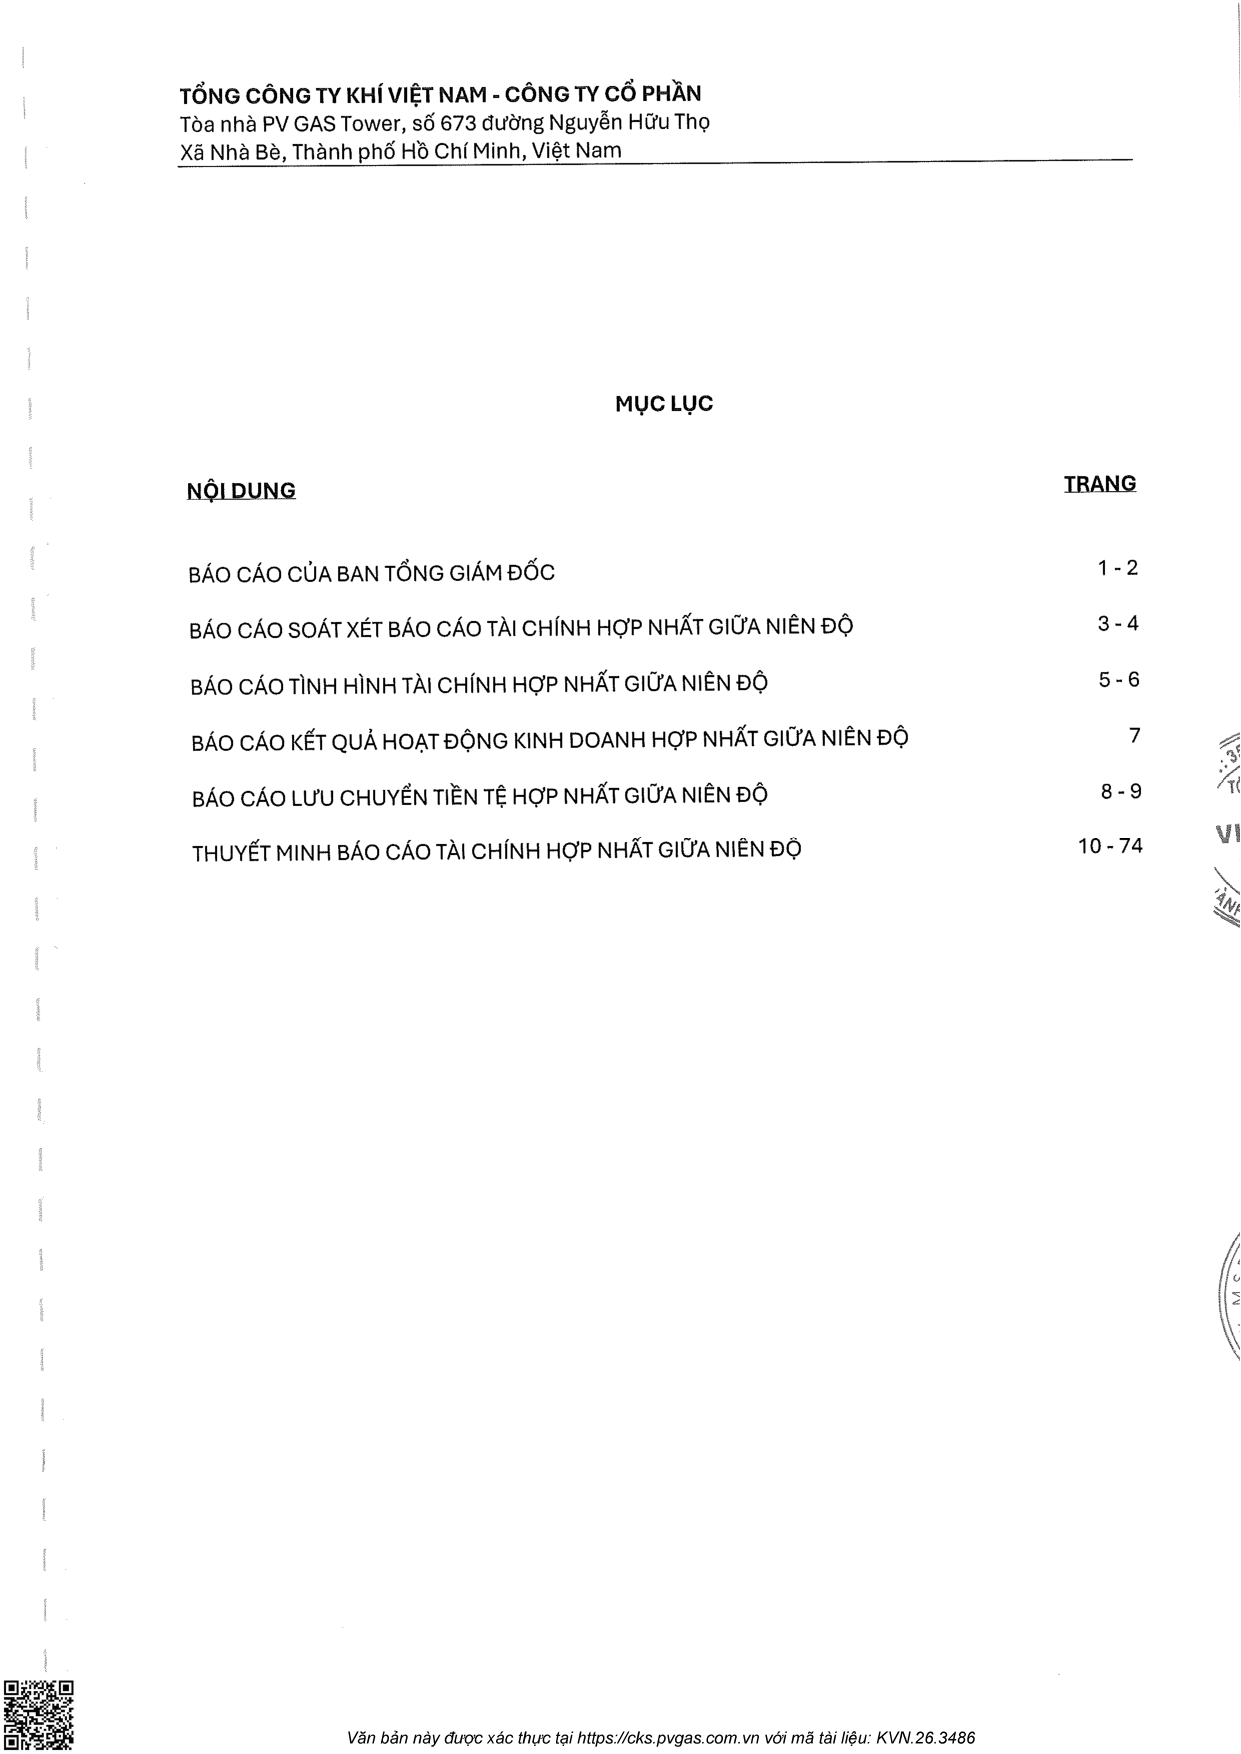 TỔNG CÔNG TY KHÍ VIỆT NAM - CÔNG TY CỔ PHẦN
Tòa nhà PV GAS Tower, số 673 đường Nguyễn Hữu Thọ
Xã Nhà Bè, Thành phố Hồ Chí Minh, Việt Nam
MỤC LỤC
NỘI DUNG TRANG
BÁO CÁO CỦA BAN TỔNG GIÁM ĐỐC 1 - 2
BÁO CÁO SOÁT XÉT BÁO CÁO TÀI CHÍNH HỢP NHẤT GIỮA NIÊN ĐỘ 3 - 4
BÁO CÁO TÌNH HÌNH TÀI CHÍNH HỢP NHẤT GIỮA NIÊN ĐỘ 5 - 6
BÁO CÁO KẾT QUẢ HOẠT ĐỘNG KINH DOANH HỢP NHẤT GIỮA NIÊN ĐỘ 7
BÁO CÁO LƯU CHUYỂN TIỀN TỆ HỢP NHẤT GIỮA NIÊN ĐỘ 8 - 9
THUYẾT MINH BÁO CÁO TÀI CHÍNH HỢP NHẤT GIỮA NIÊN ĐỘ 10 - 74
Văn bản này được xác thực tại https://cks.pvgas.com.vn với mã tài liệu: KVN.26.3486